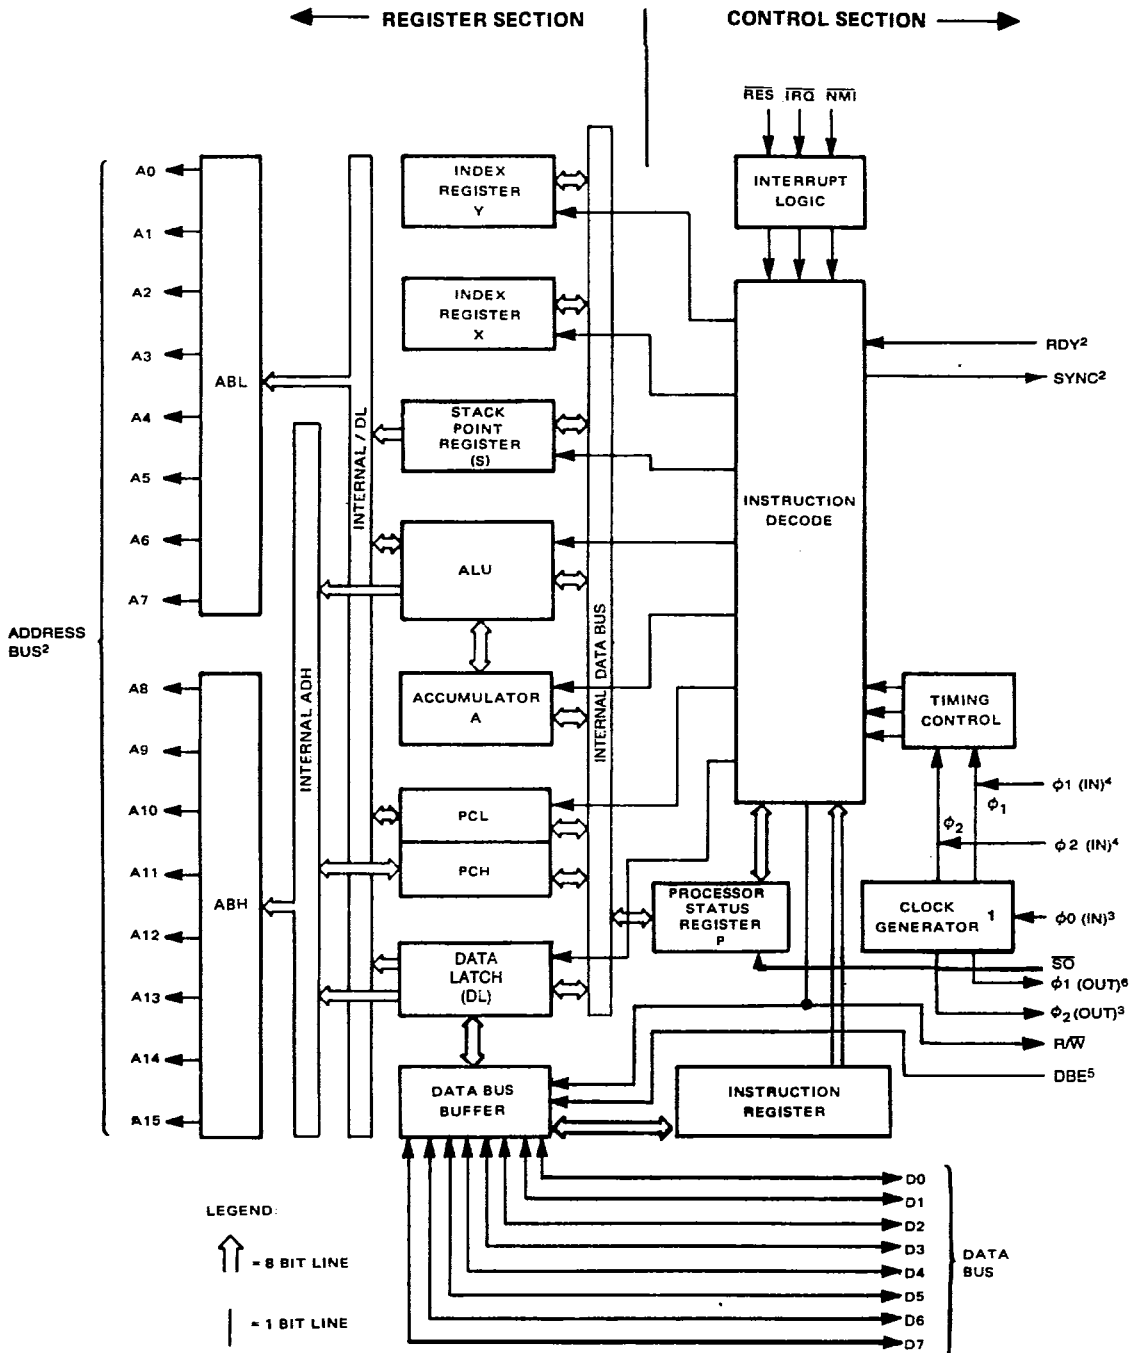 REGISTER SECTION
CONTROL SECTION
RES IRQ NMI
INTERRUPT
LOGIC
INDEX
REGISTER
Y
INDEX
REGISTER
X
STACK
POINT
REGISTER
(S)
ALU
ACCUMULATOR
A
PCL
PCH
DATA
LATCH
(DL)
DATA BUS
BUFFER
INTERNAL / DL
INTERNAL ADH
INTERNAL DATA BUS
ABL
ABH
ADDRESS
BUS²
A0
A1
A2
A3
A4
A5
A6
A7
A8
A9
A10
A11
A12
A13
A14
A15
INSTRUCTION
DECODE
RDY²
SYNC²
TIMING
CONTROL
ϕ1 (IN)⁴
ϕ₁
ϕ₂
ϕ2 (IN)⁴
CLOCK
GENERATOR 1
ϕ0 (IN)³
PROCESSOR
STATUS
REGISTER
P
SO
ϕ1 (OUT)⁶
ϕ₂ (OUT)³
R/W
DBE⁵
INSTRUCTION
REGISTER
D0
D1
D2
D3
D4
D5
D6
D7
DATA
BUS
LEGEND:
= 8 BIT LINE
= 1 BIT LINE